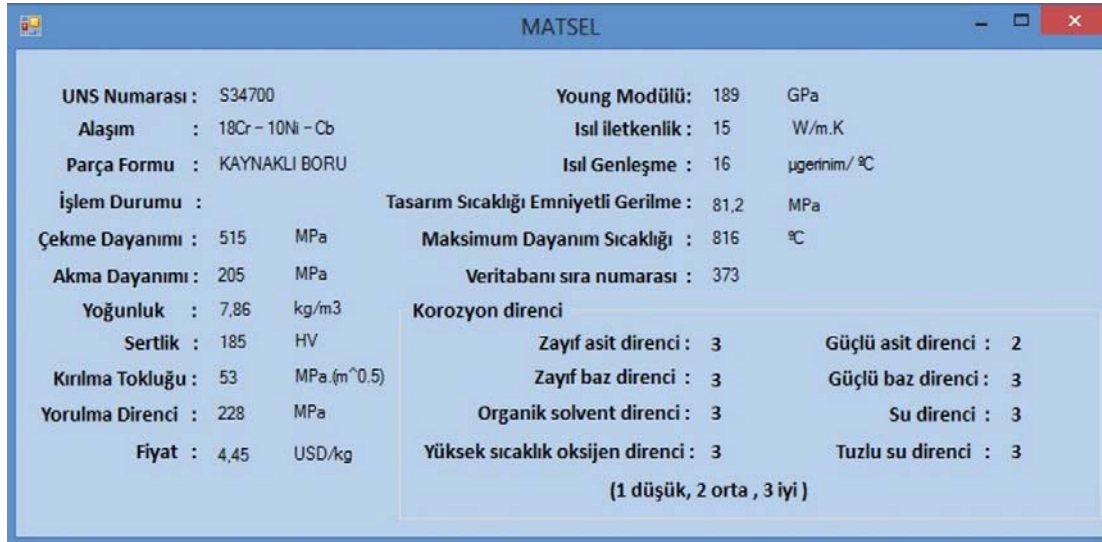 MATSEL
UNS Numarası : S34700
Alaşım : 18Cr – 10Ni – Cb
Parça Formu : KAYNAKLI BORU
İşlem Durumu :
Çekme Dayanımı : 515 MPa
Akma Dayanımı : 205 MPa
Yoğunluk : 7,86 kg/m3
Sertlik : 185 HV
Kırılma Tokluğu : 53 MPa.(m^0.5)
Yorulma Direnci : 228 MPa
Fiyat : 4,45 USD/kg
Young Modülü: 189 GPa
Isıl iletkenlik : 15 W/m.K
Isıl Genleşme : 16 µgerinim/ ºC
Tasarım Sıcaklığı Emniyetli Gerilme : 81,2 MPa
Maksimum Dayanım Sıcaklığı : 816 ºC
Veritabanı sıra numarası : 373
Korozyon direnci
Zayıf asit direnci : 3 Güçlü asit direnci : 2
Zayıf baz direnci : 3 Güçlü baz direnci : 3
Organik solvent direnci : 3 Su direnci : 3
Yüksek sıcaklık oksijen direnci : 3 Tuzlu su direnci : 3
(1 düşük, 2 orta , 3 iyi )